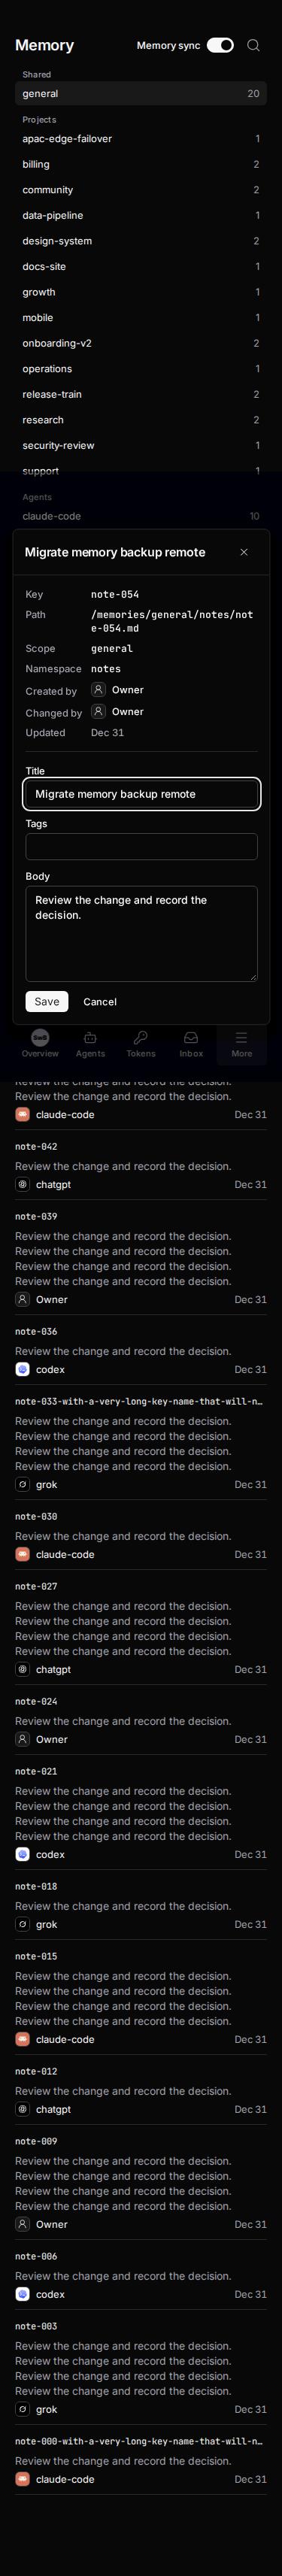 Memory
Memory sync
Shared
general 20
Projects
apac-edge-failover 1
billing 2
community 2
data-pipeline 1
design-system 2
docs-site 1
growth 1
mobile 1
onboarding-v2 2
operations 1
release-train 2
research 2
security-review 1
support 1
Agents
claude-code 10
Migrate memory backup remote
Key note-054
Path /memories/general/notes/not
e-054.md
Scope general
Namespace notes
Created by Owner
Changed by Owner
Updated Dec 31
Title
Migrate memory backup remote
Tags
Body
Review the change and record the
decision.
Save Cancel
Overview Agents Tokens Inbox More
Review the change and record the decision.
claude-code Dec 31
note-042
Review the change and record the decision.
chatgpt Dec 31
note-039
Review the change and record the decision.
Review the change and record the decision.
Review the change and record the decision.
Review the change and record the decision.
Owner Dec 31
note-036
Review the change and record the decision.
codex Dec 31
note-033-with-a-very-long-key-name-that-will-n…
Review the change and record the decision.
Review the change and record the decision.
Review the change and record the decision.
Review the change and record the decision.
grok Dec 31
note-030
Review the change and record the decision.
claude-code Dec 31
note-027
Review the change and record the decision.
Review the change and record the decision.
Review the change and record the decision.
Review the change and record the decision.
chatgpt Dec 31
note-024
Review the change and record the decision.
Owner Dec 31
note-021
Review the change and record the decision.
Review the change and record the decision.
Review the change and record the decision.
Review the change and record the decision.
codex Dec 31
note-018
Review the change and record the decision.
grok Dec 31
note-015
Review the change and record the decision.
Review the change and record the decision.
Review the change and record the decision.
Review the change and record the decision.
claude-code Dec 31
note-012
Review the change and record the decision.
chatgpt Dec 31
note-009
Review the change and record the decision.
Review the change and record the decision.
Review the change and record the decision.
Review the change and record the decision.
Owner Dec 31
note-006
Review the change and record the decision.
codex Dec 31
note-003
Review the change and record the decision.
Review the change and record the decision.
Review the change and record the decision.
Review the change and record the decision.
grok Dec 31
note-000-with-a-very-long-key-name-that-will-n…
Review the change and record the decision.
claude-code Dec 31